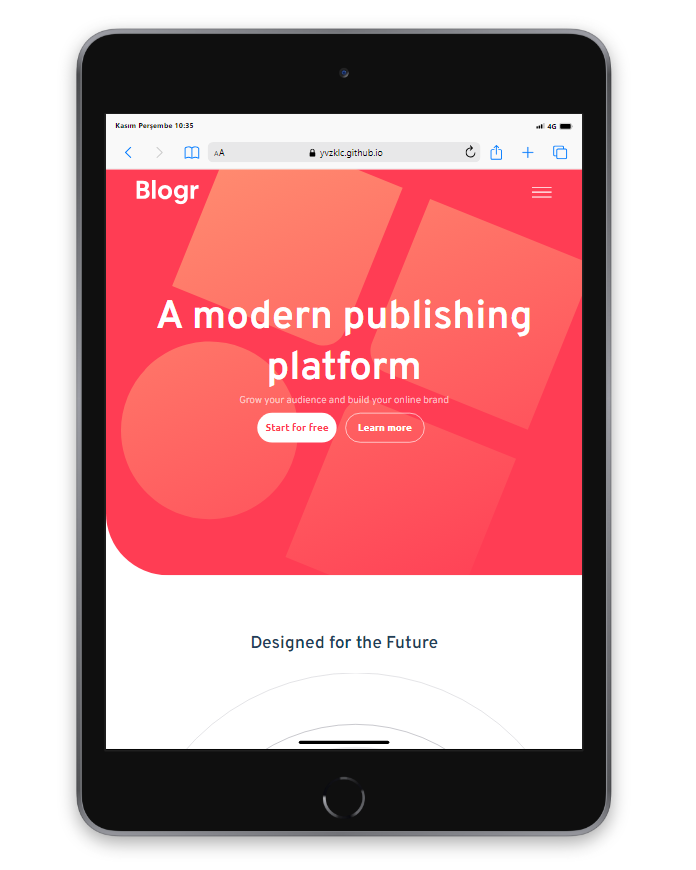 Kasım Perşembe 10:35
4G
AA
yvzklc.github.io
Blogr
A modern publishing
platform
Grow your audience and build your online brand
Start for free
Learn more
Designed for the Future